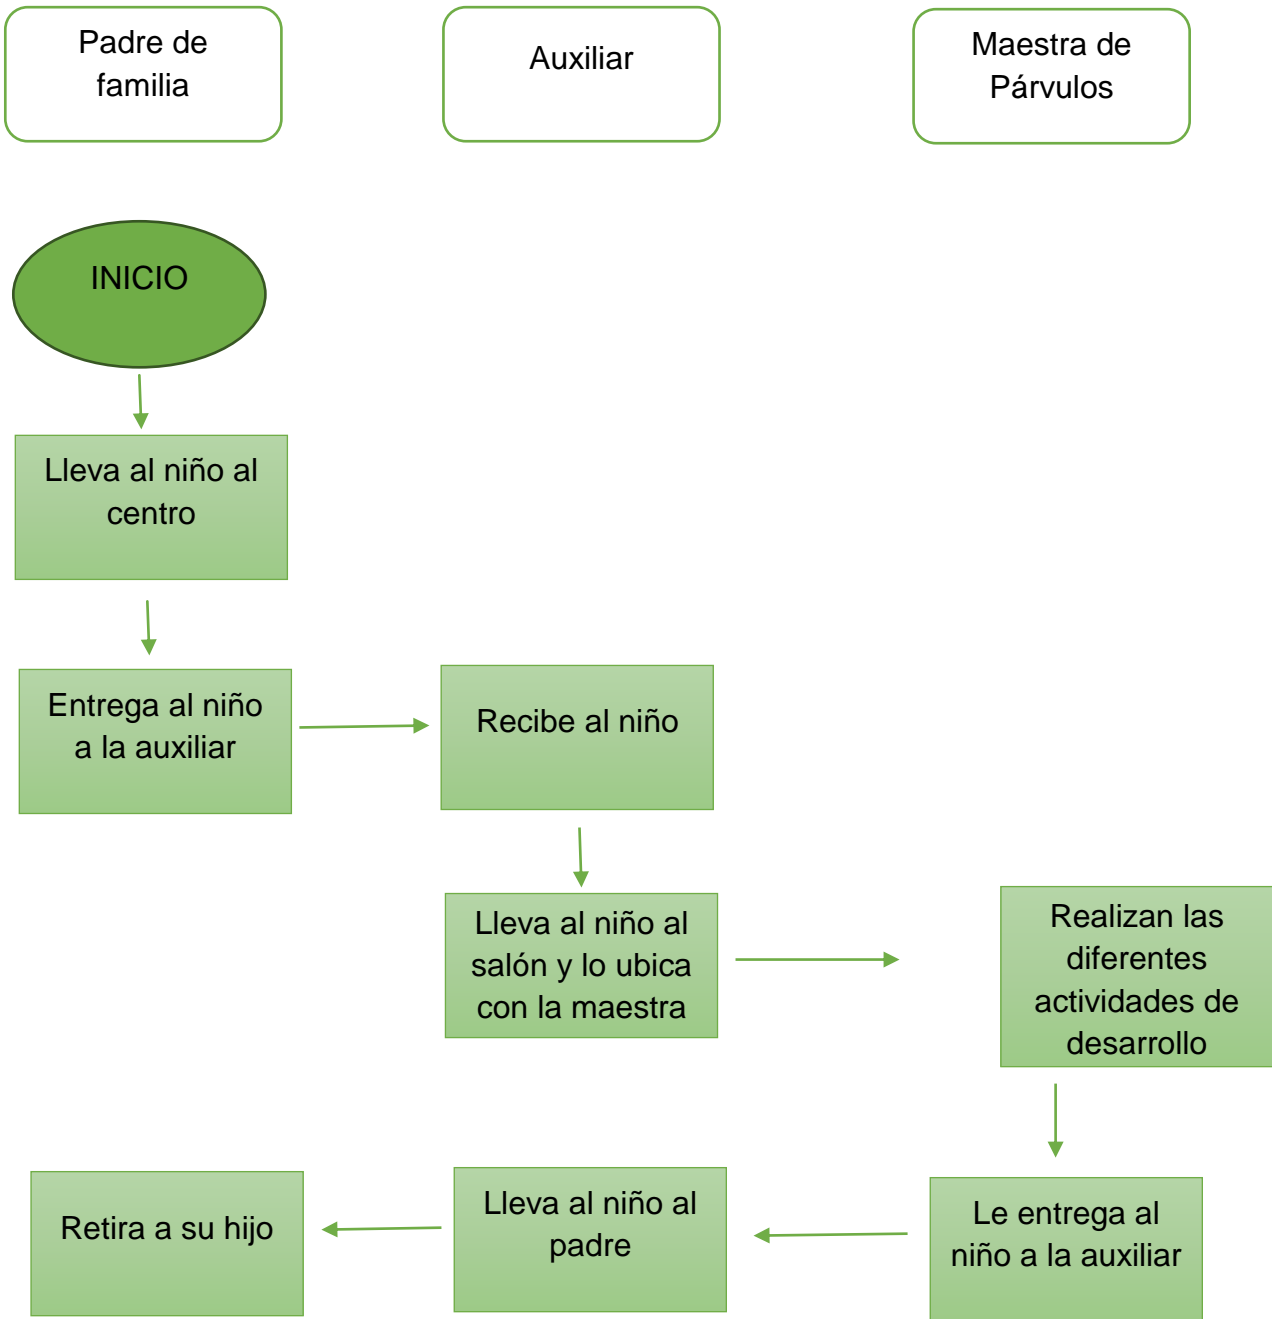 Padre de
familia
Auxiliar
Maestra de
Párvulos
INICIO
Lleva al niño al
centro
Entrega al niño
a la auxiliar
Recibe al niño
Lleva al niño al
salón y lo ubica
con la maestra
Realizan las
diferentes
actividades de
desarrollo
Le entrega al
niño a la auxiliar
Lleva al niño al
padre
Retira a su hijo